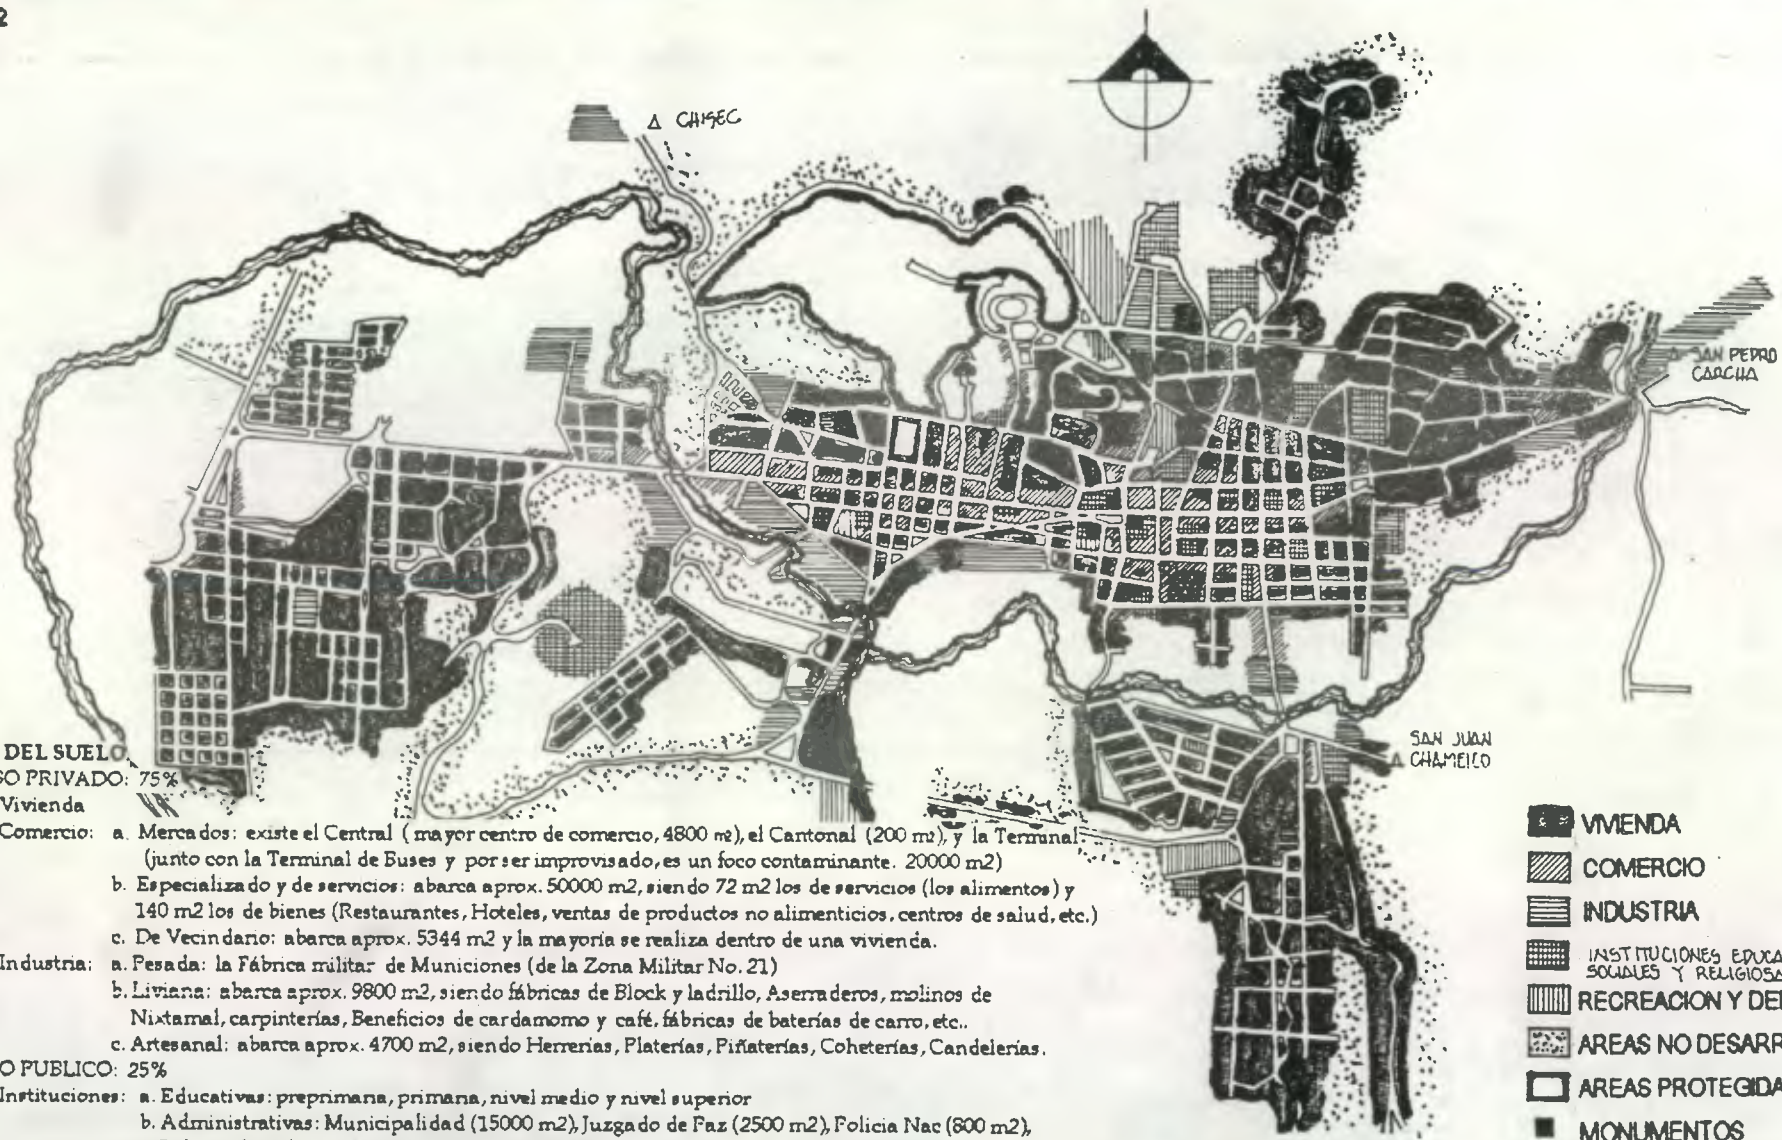 2
CHISEC
SAN PEDRO
CARCHA
SAN JUAN
CHAMELCO
DEL SUELO
SO PRIVADO: 75%
Vivienda
Comercio: a. Mercados: existe el Central (mayor centro de comercio, 4800 m2), el Cantonal (200 m2), y la Terminal
(junto con la Terminal de Buses y por ser improvisado, es un foco contaminante. 20000 m2)
b. Especializado y de servicios: abarca aprox. 50000 m2, siendo 72 m2 los de servicios (los alimentos) y
140 m2 los de bienes (Restaurantes, Hoteles, ventas de productos no alimenticios, centros de salud, etc.)
c. De Vecindario: abarca aprox. 5344 m2 y la mayoría se realiza dentro de una vivienda.
Industria: a. Pesada: la Fábrica militar de Municiones (de la Zona Militar No. 21)
b. Liviana: abarca aprox. 9800 m2, siendo fábricas de Block y ladrillo, Aserraderos, molinos de
Nixtamal, carpinterías, Beneficios de cardamomo y café, fábricas de baterías de carro, etc..
c. Artesanal: abarca aprox. 4700 m2, siendo Herrerías, Platerías, Piñaterías, Coheterías, Candelerías.
O PUBLICO: 25%
Instituciones: a. Educativas: preprimaria, primaria, nivel medio y nivel superior
b. Administrativas: Municipalidad (15000 m2), Juzgado de Paz (2500 m2), Policia Nac (800 m2),
VIVIENDA
COMERCIO
INDUSTRIA
INSTITUCIONES EDUCA
SOCIALES Y RELIGIOSA
RECREACION Y DE
AREAS NO DESARR
AREAS PROTEGIDA
MONUMENTOS